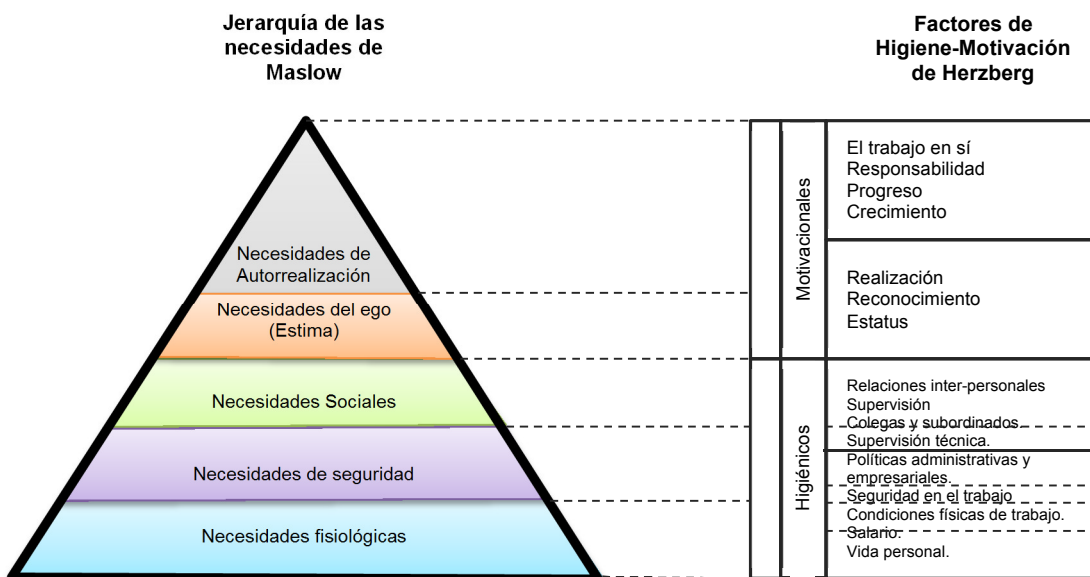 Jerarquía de las
necesidades de
Maslow
Necesidades de
Autorrealización
Necesidades del ego
(Estima)
Necesidades Sociales
Necesidades de seguridad
Necesidades fisiológicas
Factores de
Higiene-Motivación
de Herzberg
Motivacionales
El trabajo en sí
Responsabilidad
Progreso
Crecimiento
Realización
Reconocimiento
Estatus
Higiénicos
Relaciones inter-personales
Supervisión
Colegas y subordinados.
Supervisión técnica.
Políticas administrativas y
empresariales.
Seguridad en el trabajo
Condiciones físicas de trabajo.
Salario.
Vida personal.